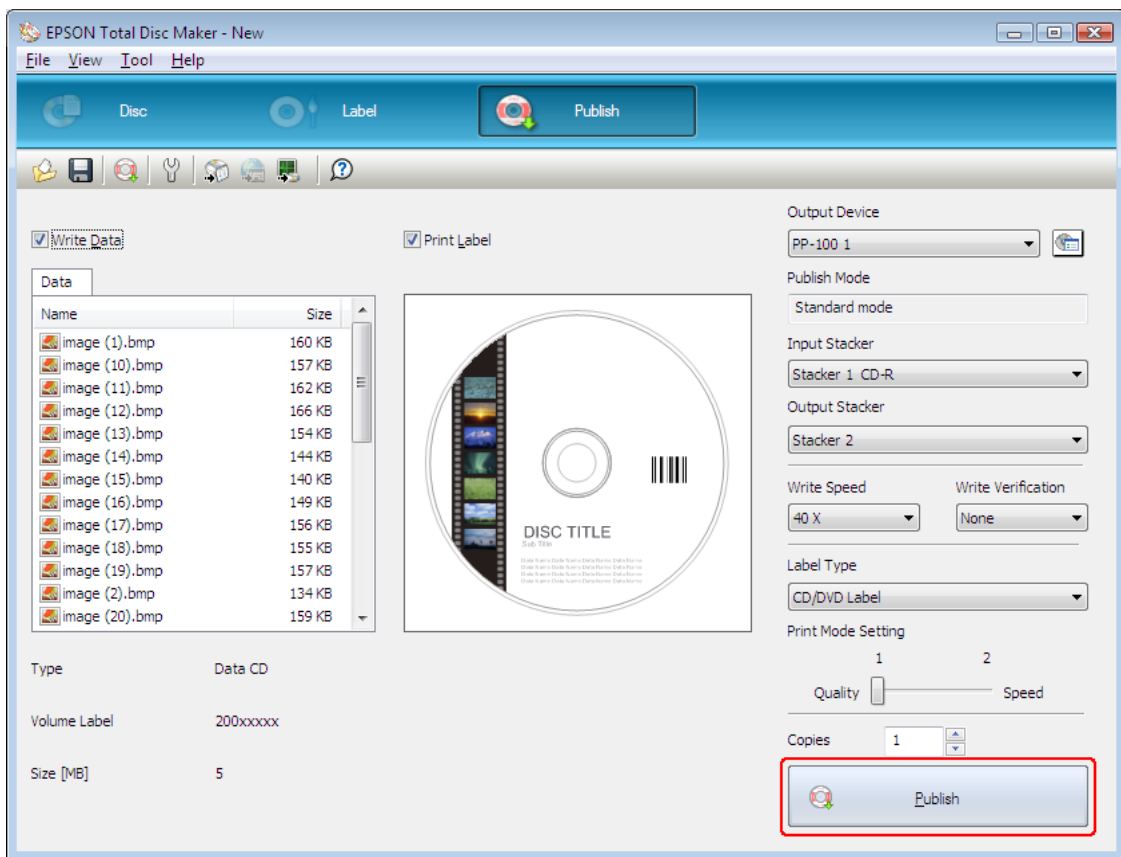 EPSON Total Disc Maker - New
File View Tool Help
Disc Label Publish
Write Data
Print Label
Output Device
PP-100 1
Publish Mode
Standard mode
Input Stacker
Stacker 1 CD-R
Output Stacker
Stacker 2
Write Speed Write Verification
40 X None
Label Type
CD/DVD Label
Print Mode Setting
1 2
Quality Speed
Copies 1
Publish
Data
Name Size
image (1).bmp 160 KB
image (10).bmp 157 KB
image (11).bmp 162 KB
image (12).bmp 166 KB
image (13).bmp 154 KB
image (14).bmp 144 KB
image (15).bmp 140 KB
image (16).bmp 149 KB
image (17).bmp 156 KB
image (18).bmp 155 KB
image (19).bmp 157 KB
image (2).bmp 134 KB
image (20).bmp 159 KB
DISC TITLE
Sub Title
Type Data CD
Volume Label 200xxxxx
Size [MB] 5